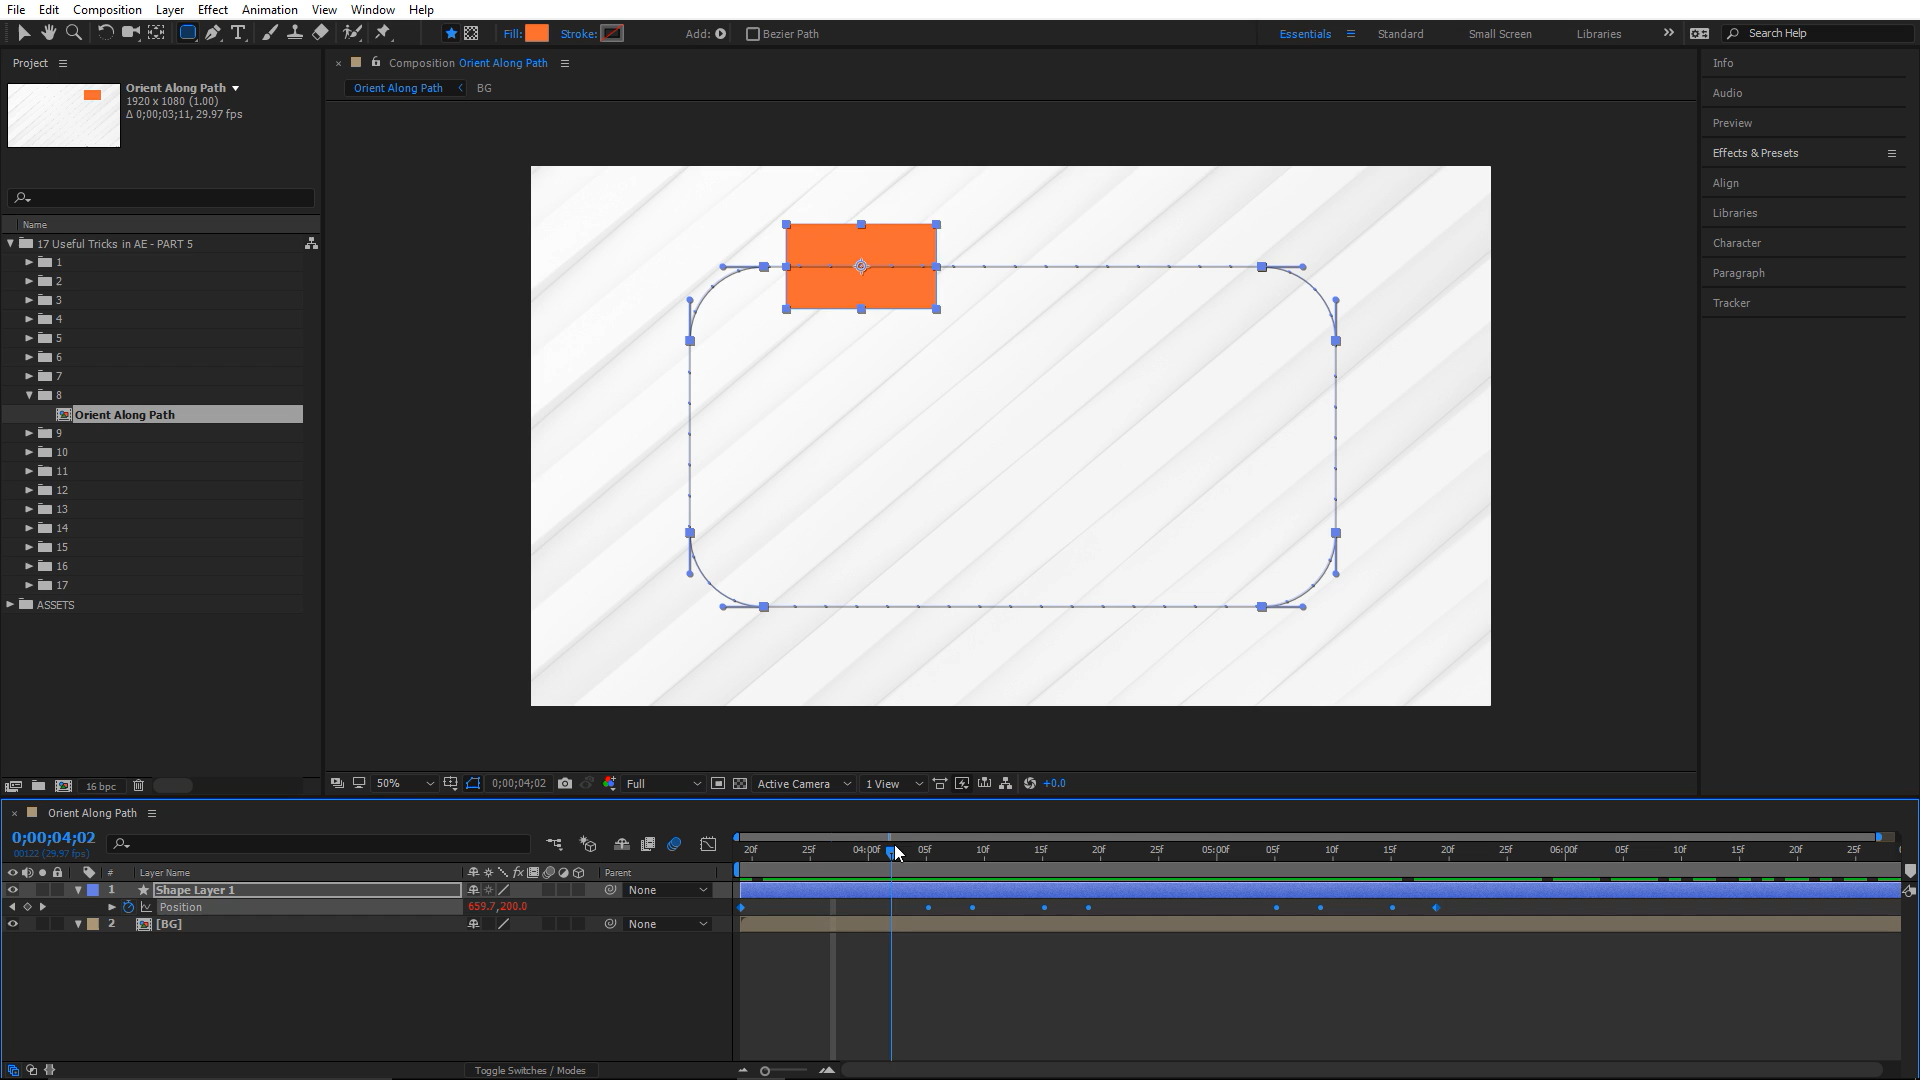 File Edit Composition Layer Effect Animation View Window Help
Fill: Stroke: Add: Bezier Path Essentials Standard Small Screen Libraries Search Help
Project
Orient Along Path
1920 x 1080 (1.00)
Δ 0;00;03;11, 29.97 fps
Name
17 Useful Tricks in AE - PART 5
1
2
3
4
5
6
7
8
Orient Along Path
9
10
11
12
13
14
15
16
17
ASSETS
16 bpc
Composition Orient Along Path
Orient Along Path BG
50% 0;00;04;02 Full Active Camera 1 View +0.0
Info
Audio
Preview
Effects & Presets
Align
Libraries
Character
Paragraph
Tracker
Orient Along Path
0;00;04;02
00122 (29.97 fps)
20f 25f 04:00f 05f 10f 15f 20f 25f 05:00f 05f 10f 15f 20f 25f 06:00f 05f 10f 15f 20f 25f
# Layer Name fx Parent
1 Shape Layer 1 None
Position 659.7,200.0
2 [BG] None
Toggle Switches / Modes